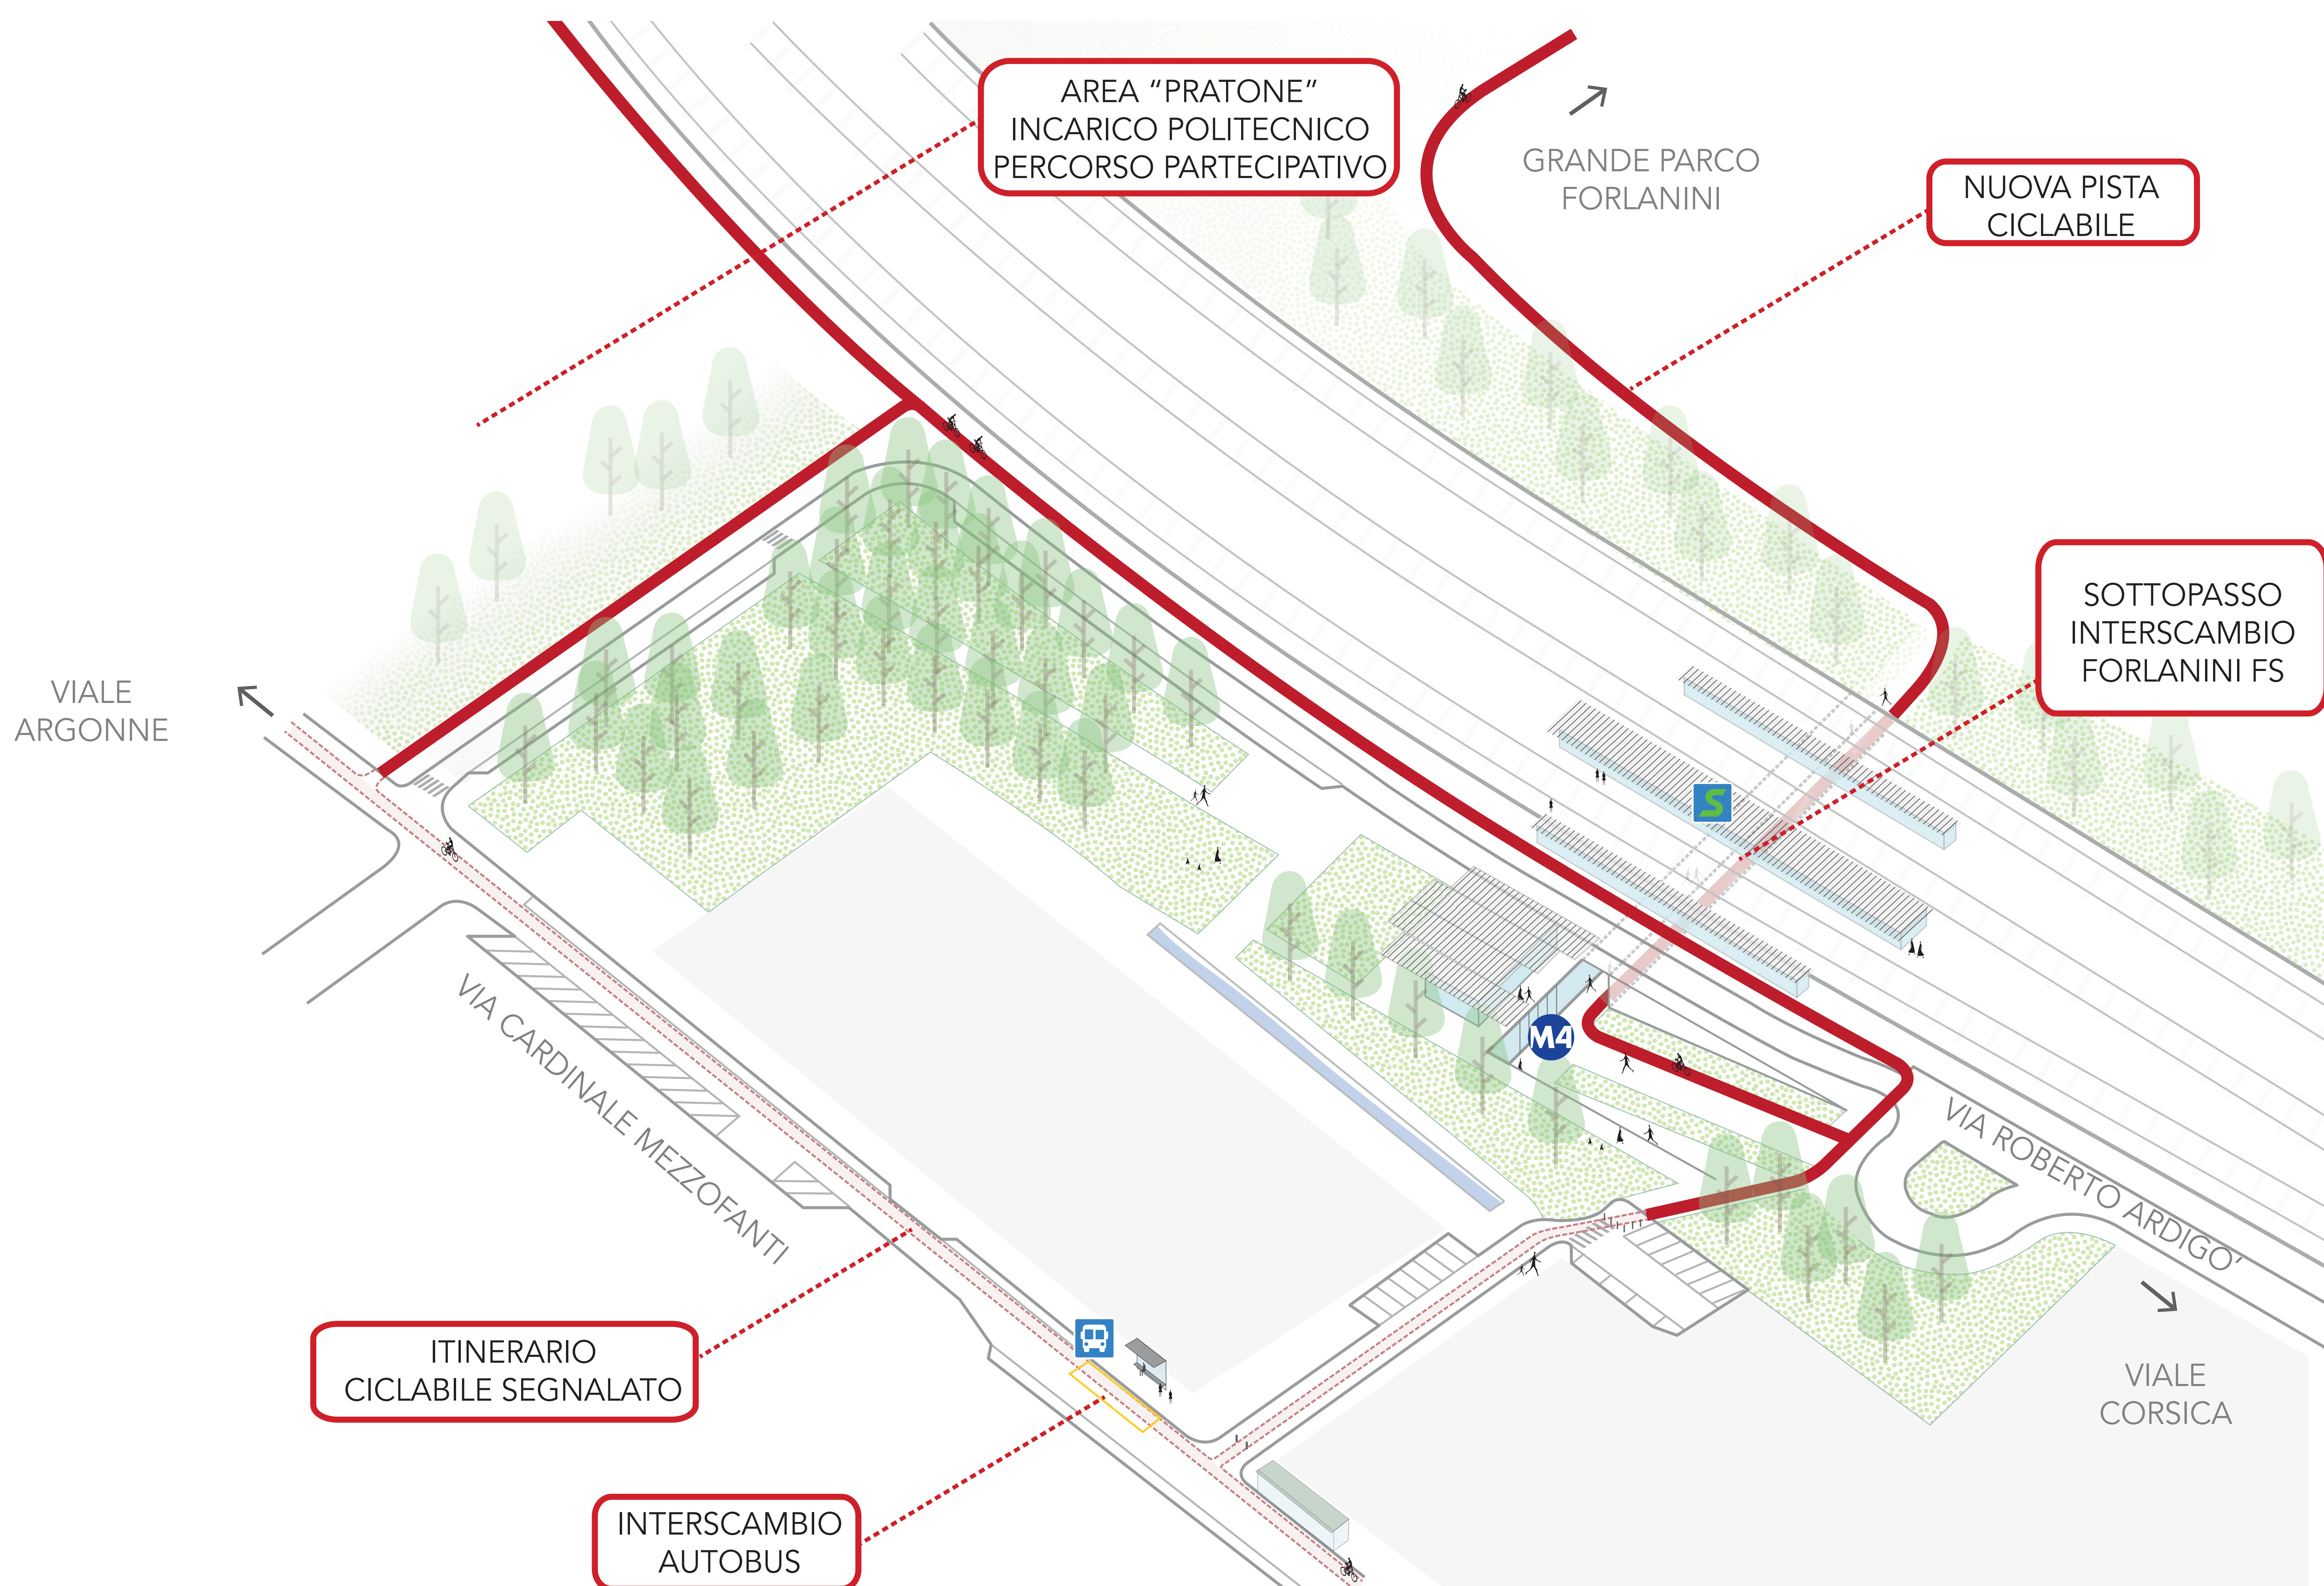 AREA “PRATONE”
INCARICO POLITECNICO
PERCORSO PARTECIPATIVO
GRANDE PARCO
FORLANINI
NUOVA PISTA
CICLABILE
SOTTOPASSO
INTERSCAMBIO
FORLANINI FS
VIALE
ARGONNE
S
M4
VIA CARDINALE MEZZOFANTI
VIA ROBERTO ARDIGO’
ITINERARIO
CICLABILE SEGNALATO
VIALE
CORSICA
INTERSCAMBIO
AUTOBUS